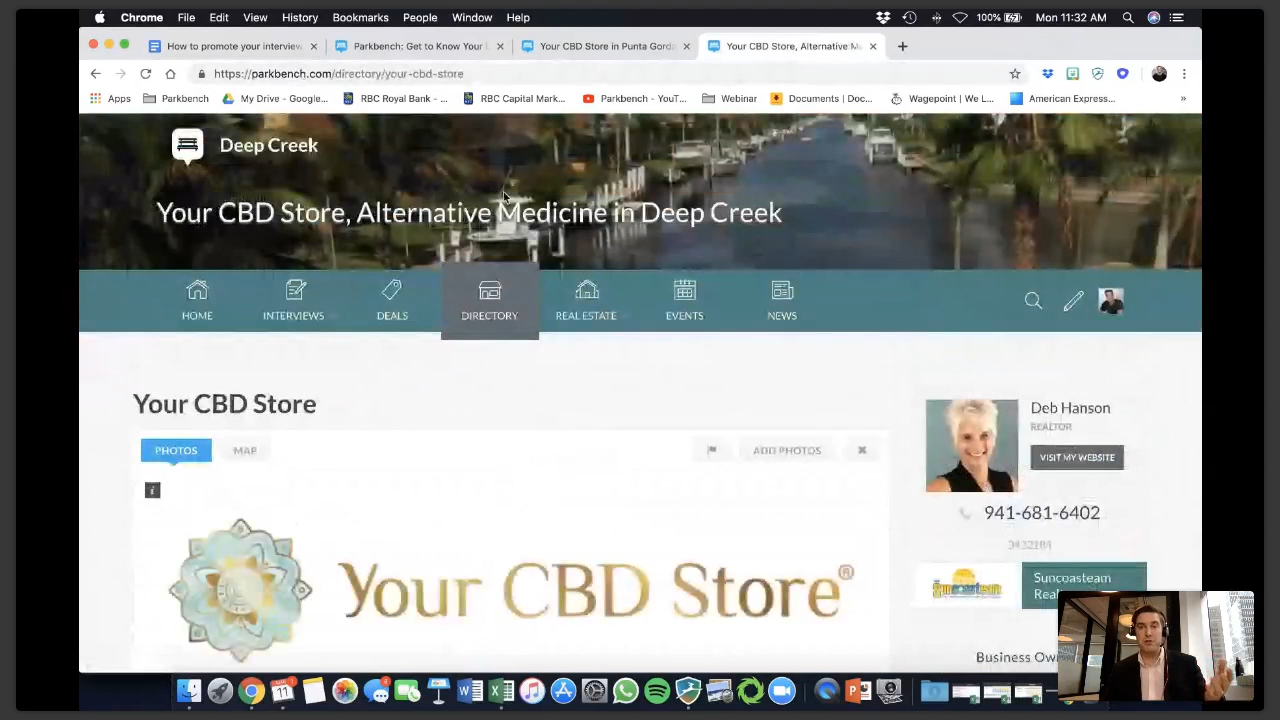 Chrome File Edit View History Bookmarks People Window Help 100% Mon 11:32 AM
How to promote your interview Parkbench: Get to Know Your Your CBD Store in Punta Gorda Your CBD Store, Alternative M
https://parkbench.com/directory/your-cbd-store
Apps Parkbench My Drive - Google... RBC Royal Bank - ... RBC Capital Mark... Parkbench - YouT... Webinar Documents | Doc... Wagepoint | We L... American Express... »
Deep Creek
Your CBD Store, Alternative Medicine in Deep Creek
HOME INTERVIEWS DEALS DIRECTORY REAL ESTATE EVENTS NEWS
Your CBD Store
PHOTOS MAP ADD PHOTOS
Deb Hanson
REALTOR
VISIT MY WEBSITE
941-681-6402
Your CBD Store®
Suncoasteam
Business Own